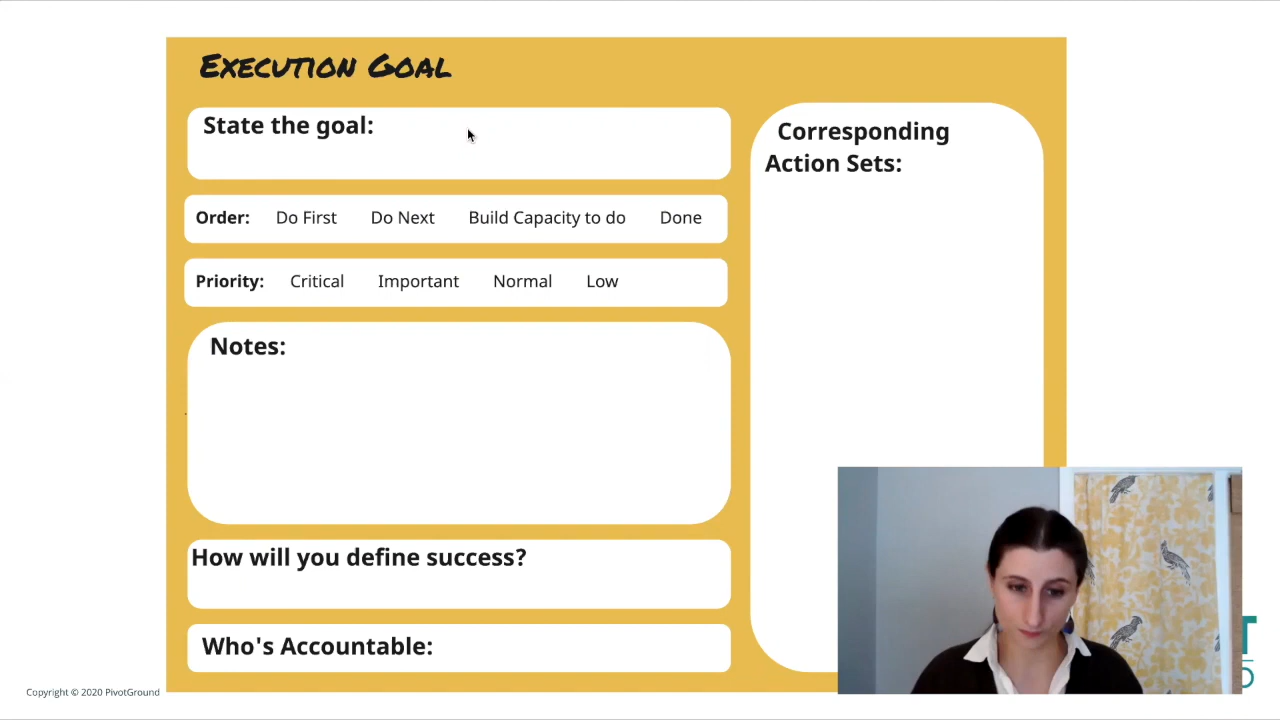 Execution Goal
State the goal:
Order: Do First Do Next Build Capacity to do Done
Priority: Critical Important Normal Low
Notes:
How will you define success?
Who's Accountable:
Corresponding
Action Sets:
Copyright © 2020 PivotGround